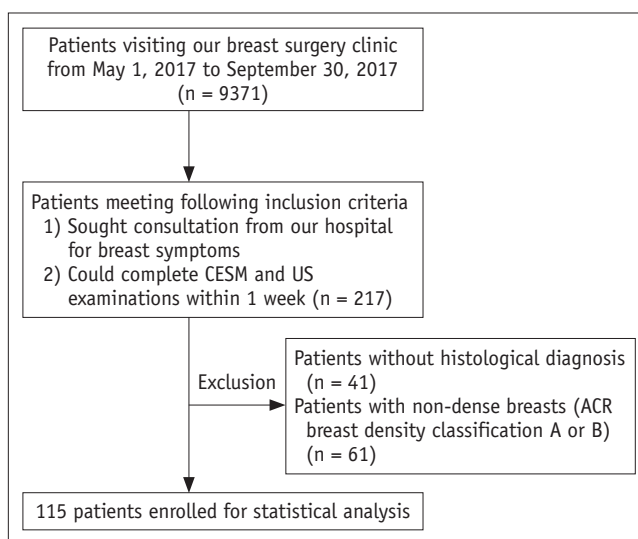 Patients visiting our breast surgery clinic
from May 1, 2017 to September 30, 2017
(n = 9371)
Patients meeting following inclusion criteria
1) Sought consultation from our hospital
for breast symptoms
2) Could complete CESM and US
examinations within 1 week (n = 217)
Exclusion
Patients without histological diagnosis
(n = 41)
Patients with non-dense breasts (ACR
breast density classification A or B)
(n = 61)
115 patients enrolled for statistical analysis